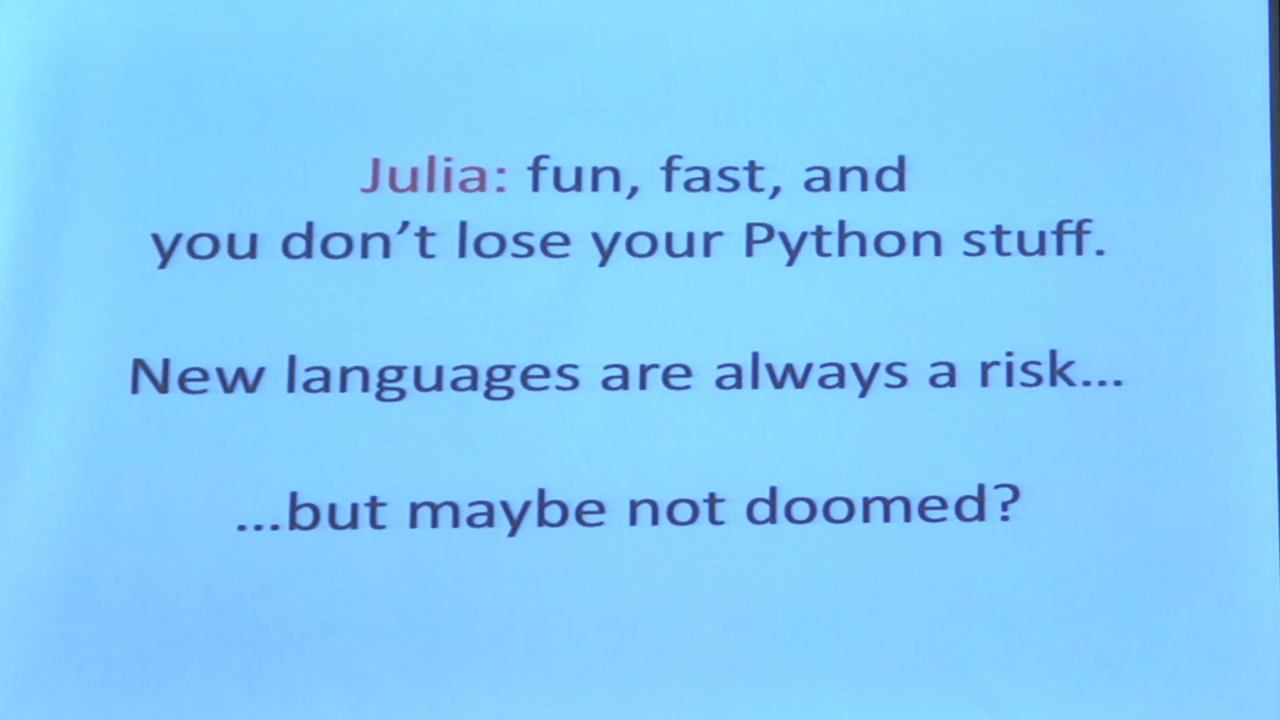 Julia: fun, fast, and
you don’t lose your Python stuff.
New languages are always a risk...
...but maybe not doomed?